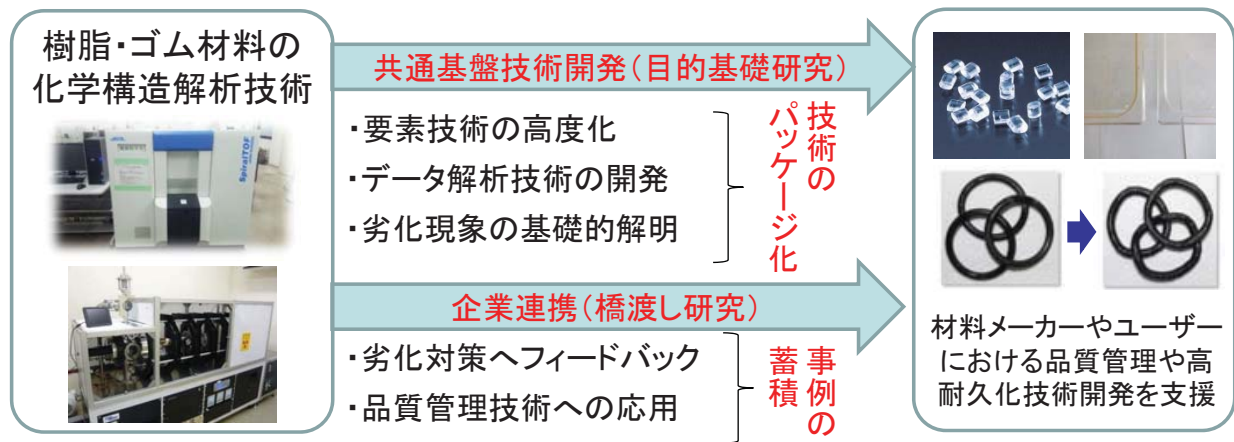 樹脂・ゴム材料の
化学構造解析技術
SpiralTOF
共通基盤技術開発(目的基礎研究)
・要素技術の高度化
・データ解析技術の開発
・劣化現象の基礎的解明
技術の
パッケージ化
企業連携(橋渡し研究)
・劣化対策へフィードバック
・品質管理技術への応用
事例の
蓄積
材料メーカーやユーザー
における品質管理や高
耐久化技術開発を支援